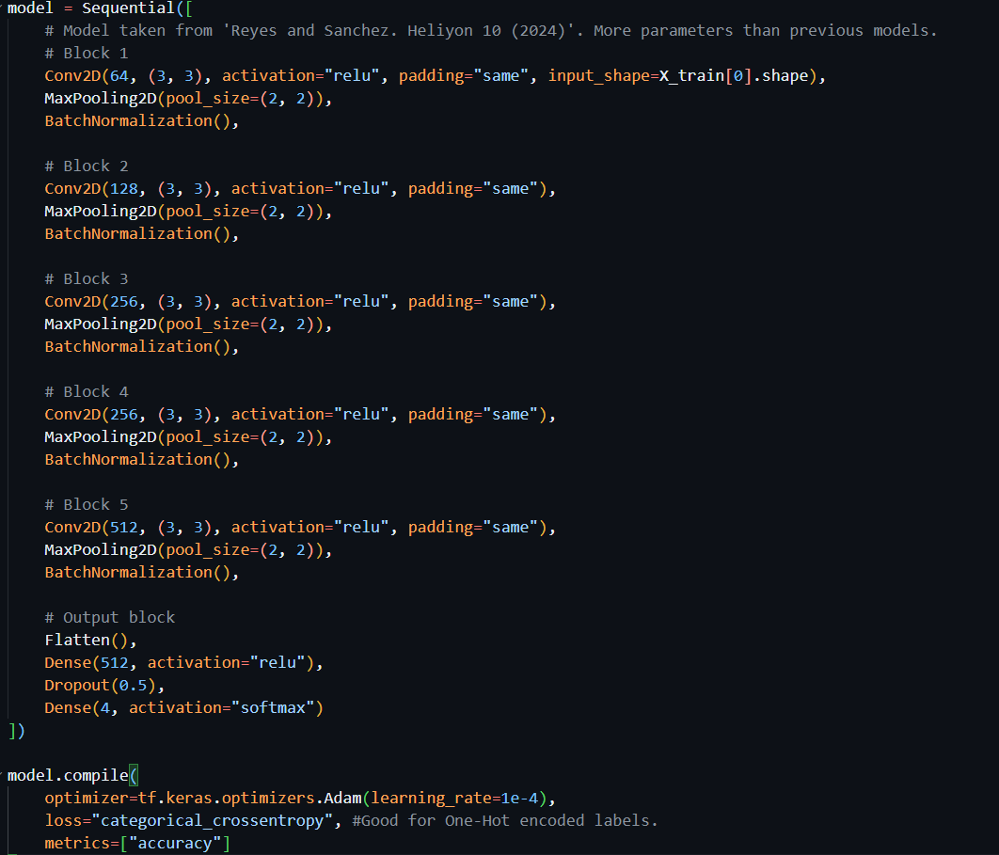 model = Sequential([
    # Model taken from 'Reyes and Sanchez. Heliyon 10 (2024)'. More parameters than previous models.
    # Block 1
    Conv2D(64, (3, 3), activation="relu", padding="same", input_shape=X_train[0].shape),
    MaxPooling2D(pool_size=(2, 2)),
    BatchNormalization(),

    # Block 2
    Conv2D(128, (3, 3), activation="relu", padding="same"),
    MaxPooling2D(pool_size=(2, 2)),
    BatchNormalization(),

    # Block 3
    Conv2D(256, (3, 3), activation="relu", padding="same"),
    MaxPooling2D(pool_size=(2, 2)),
    BatchNormalization(),

    # Block 4
    Conv2D(256, (3, 3), activation="relu", padding="same"),
    MaxPooling2D(pool_size=(2, 2)),
    BatchNormalization(),

    # Block 5
    Conv2D(512, (3, 3), activation="relu", padding="same"),
    MaxPooling2D(pool_size=(2, 2)),
    BatchNormalization(),

    # Output block
    Flatten(),
    Dense(512, activation="relu"),
    Dropout(0.5),
    Dense(4, activation="softmax")
])

model.compile(
    optimizer=tf.keras.optimizers.Adam(learning_rate=1e-4),
    loss="categorical_crossentropy", #Good for One-Hot encoded labels.
    metrics=["accuracy"]